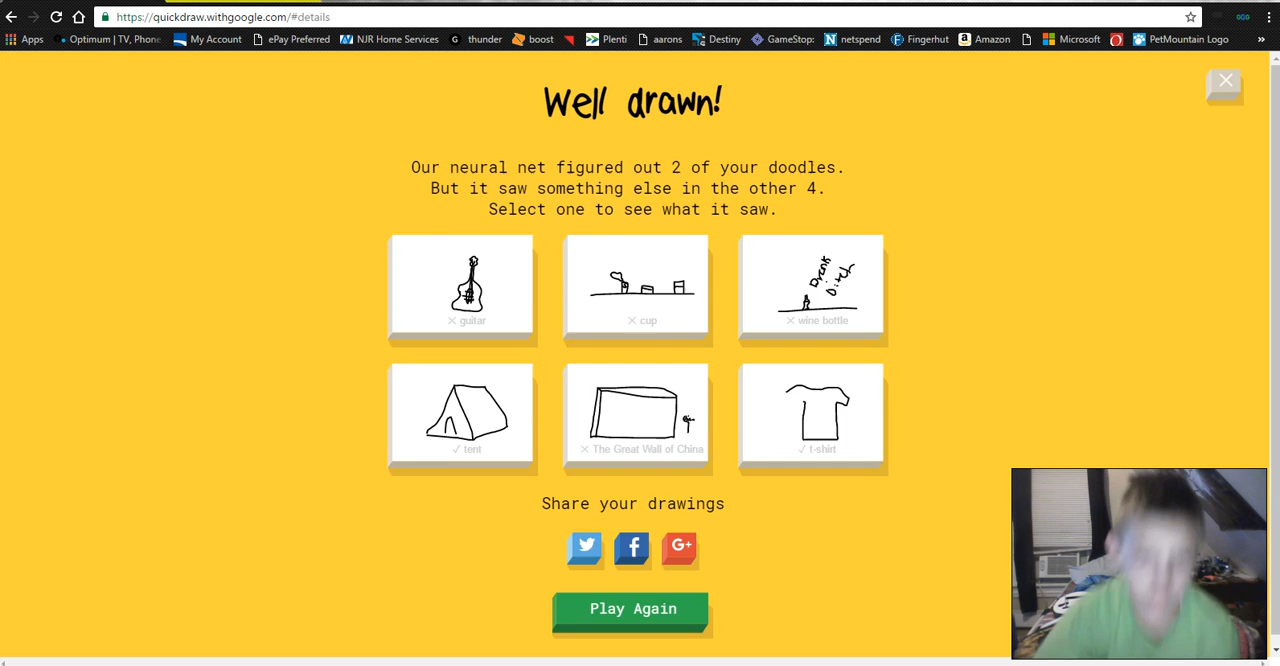 https://quickdraw.withgoogle.com/#details
Apps Optimum | TV, Phone My Account ePay Preferred NJR Home Services G thunder boost Plenti aarons Destiny GameStop: N netspend F Fingerhut a Amazon Microsoft PetMountain Logo »
Well drawn!
Our neural net figured out 2 of your doodles.
But it saw something else in the other 4.
Select one to see what it saw.
Drink
Bitch
× guitar × cup × wine bottle
✓ tent × The Great Wall of China ✓ t-shirt
Share your drawings
f G+
Play Again